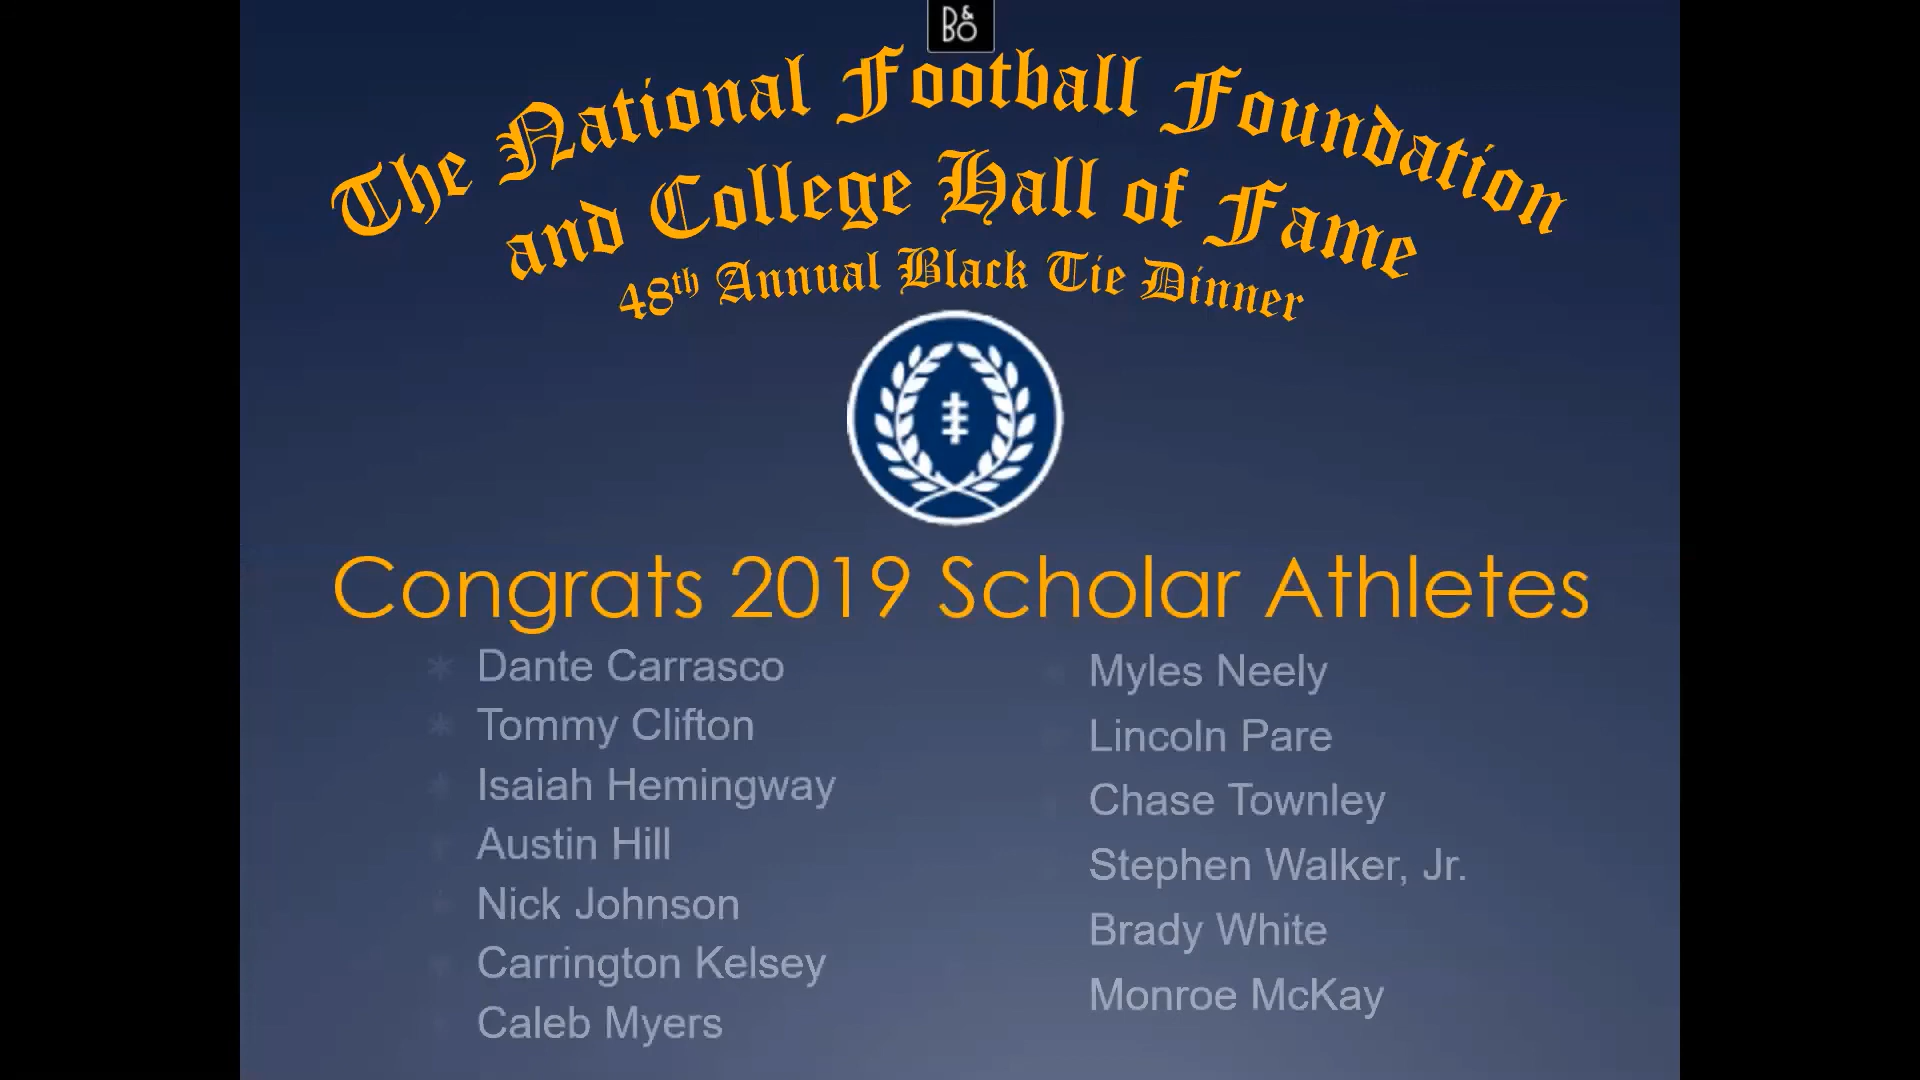 B&O
The National Football Foundation
and College Hall of Fame
48th Annual Black Tie Dinner
Congrats 2019 Scholar Athletes
Dante Carrasco
Tommy Clifton
Isaiah Hemingway
Austin Hill
Nick Johnson
Carrington Kelsey
Caleb Myers
Myles Neely
Lincoln Pare
Chase Townley
Stephen Walker, Jr.
Brady White
Monroe McKay